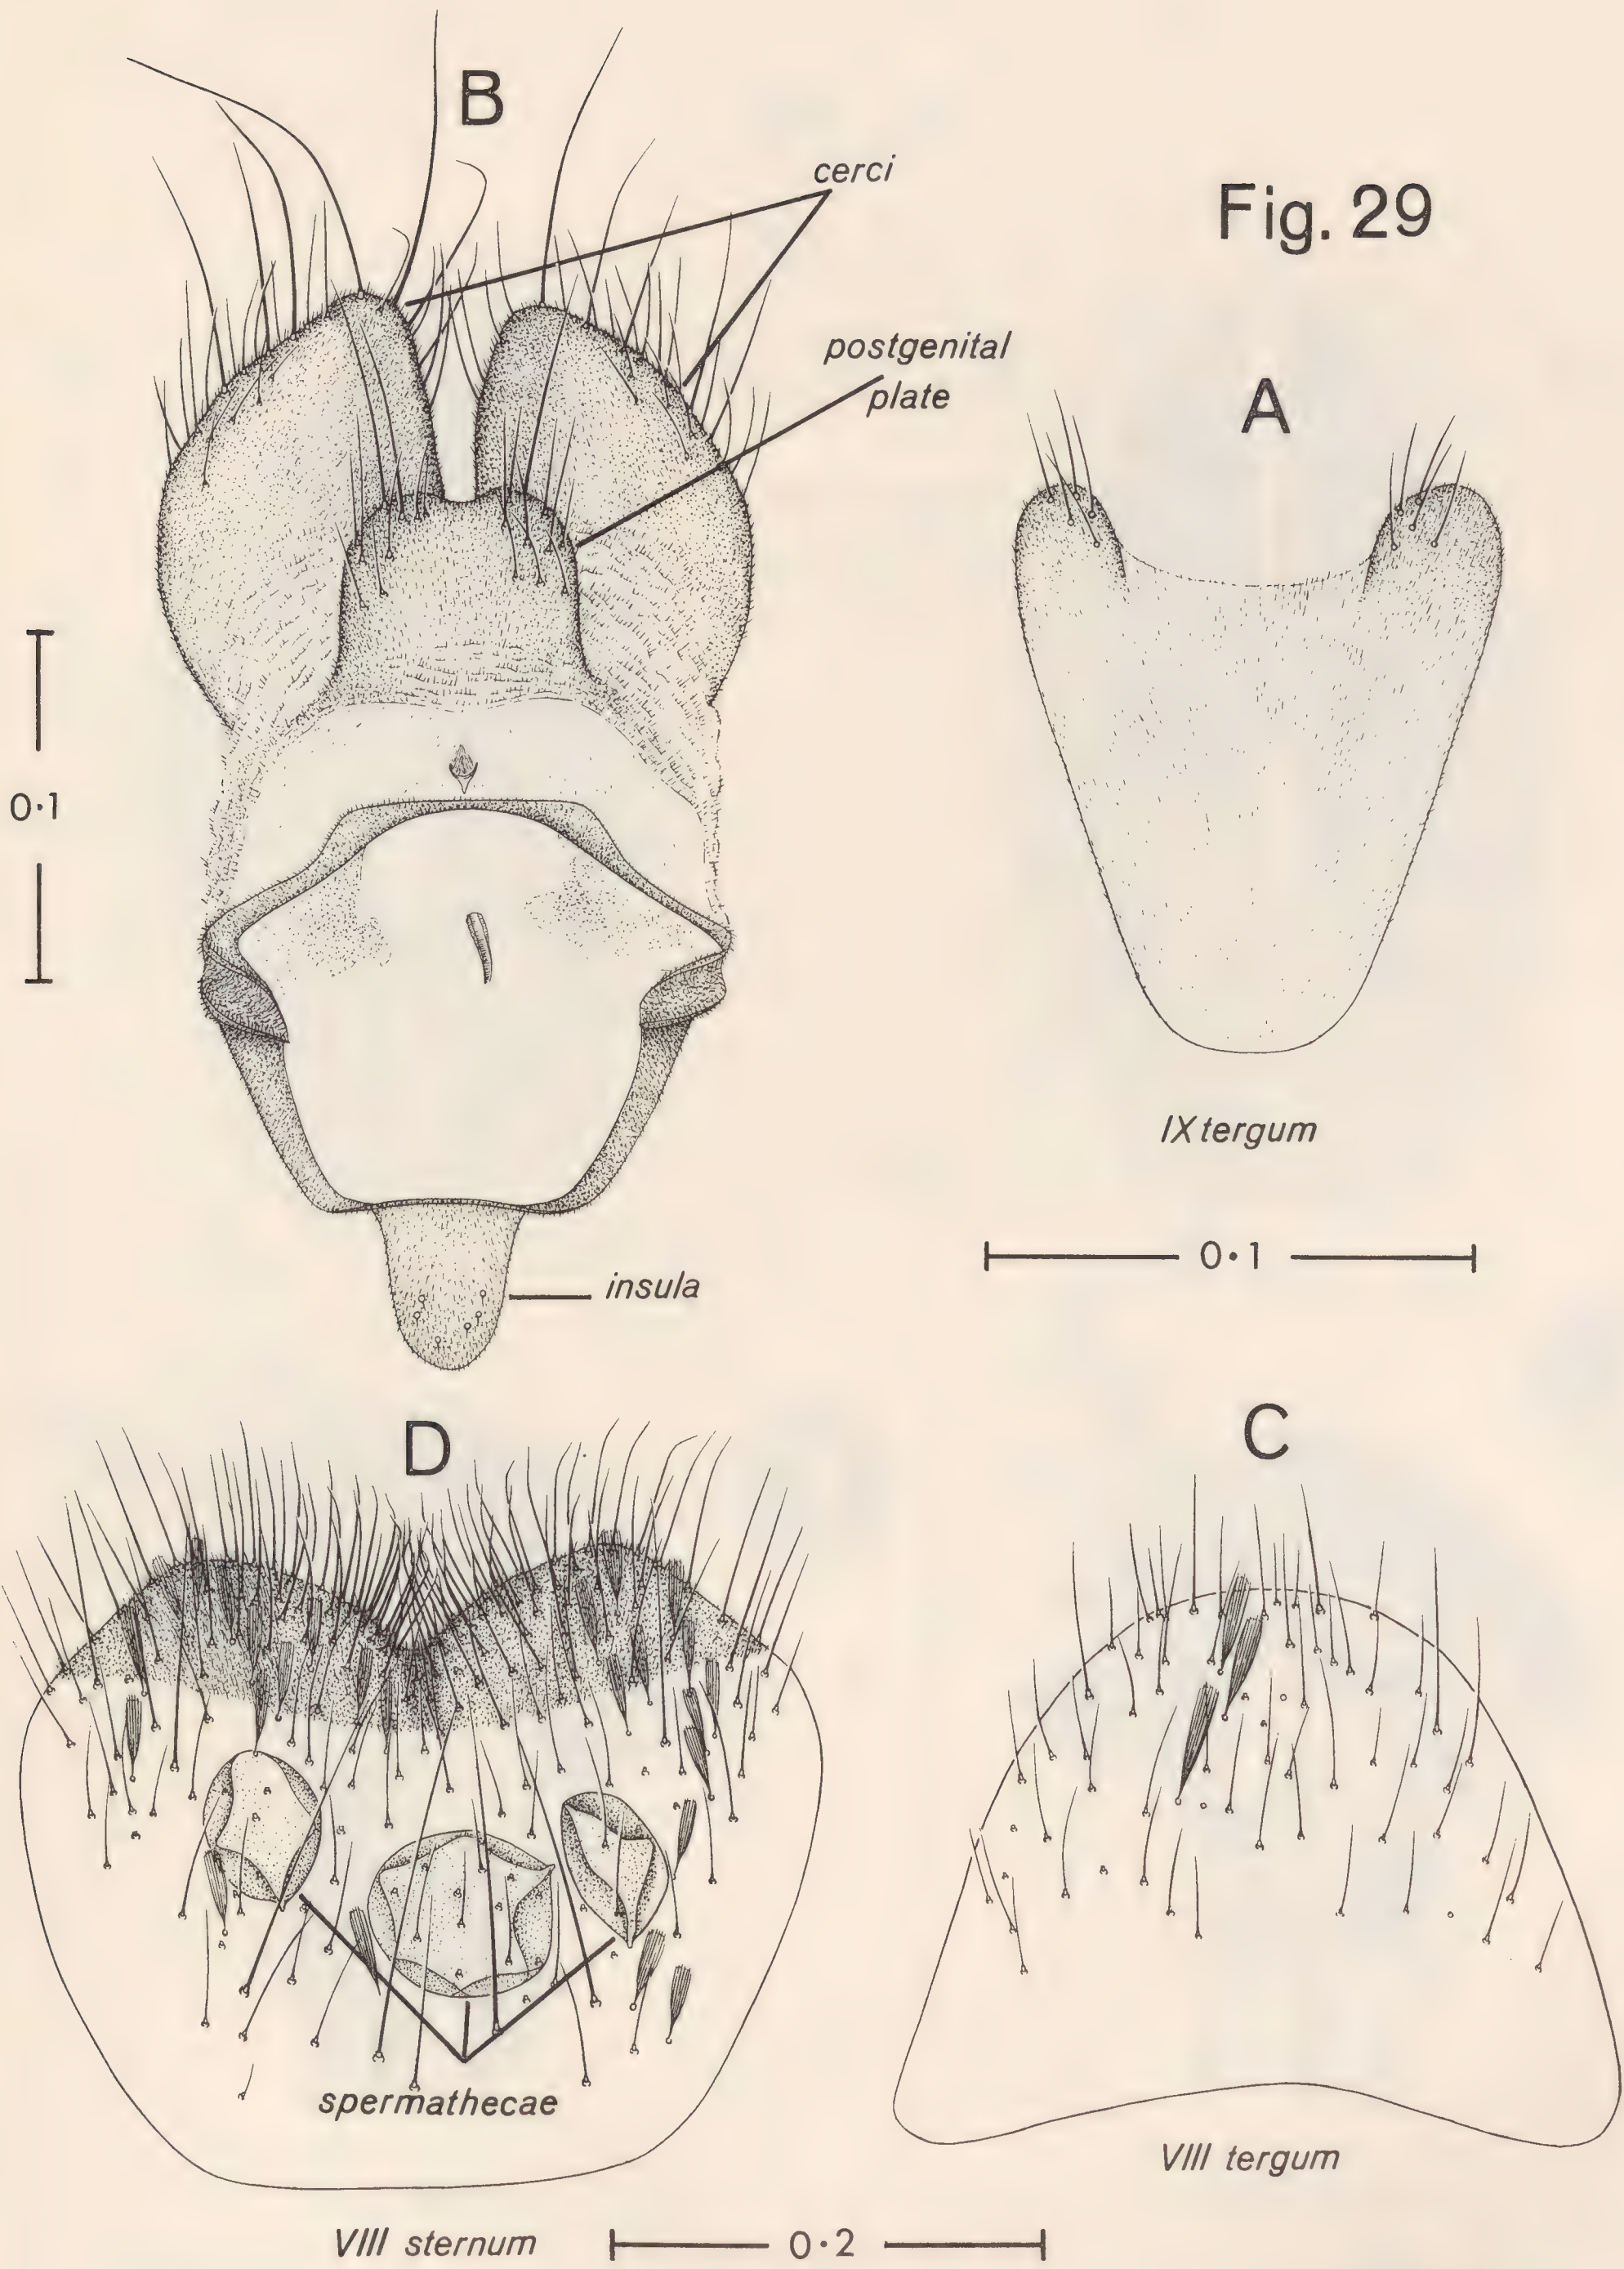 B
cerci
Fig. 29
postgenital
plate
A
0·1
IX tergum
0·1
insula
D
C
spermathecae
VIII tergum
VIII sternum
0·2